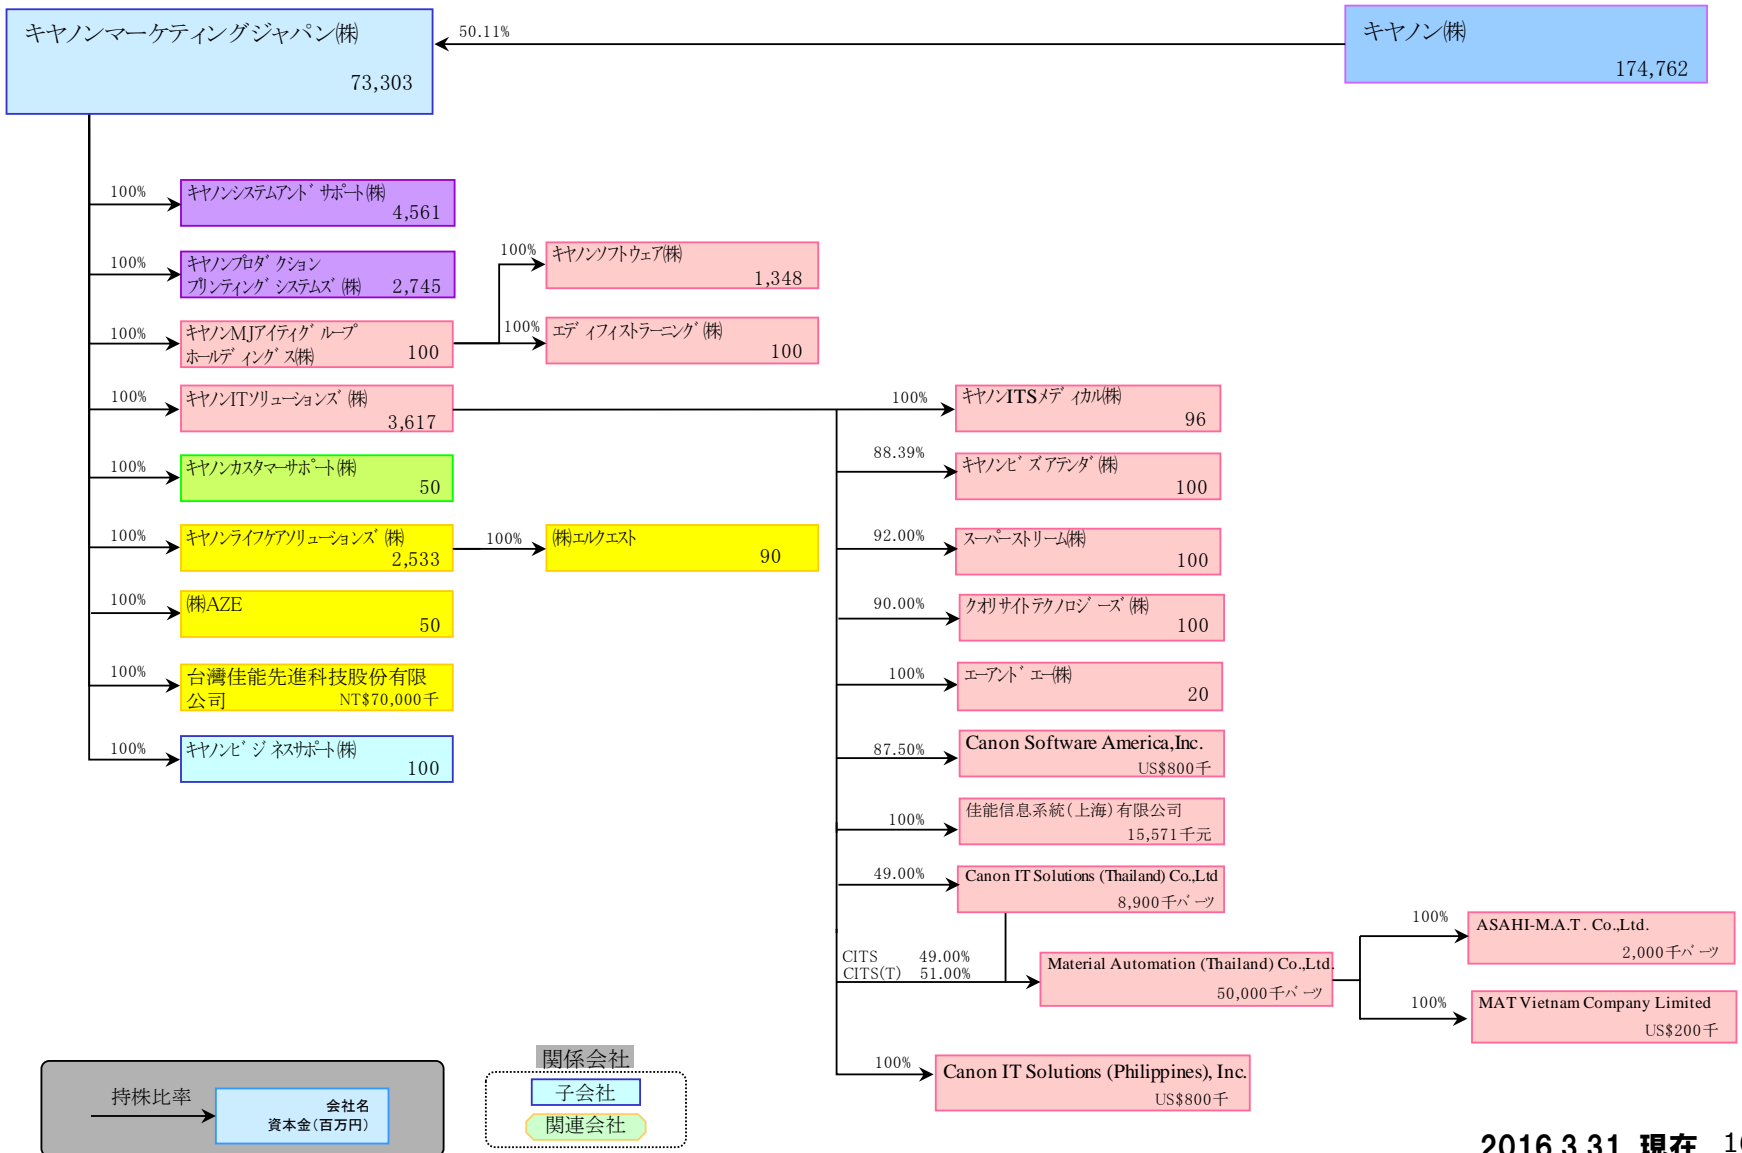 キヤノンマーケティングジャパン㈱
73,303
50.11%
キヤノン㈱
174,762
100%
キヤノンシステムアンドサポート㈱
4,561
100%
キヤノンプロダクション
プリンティングシステムズ㈱ 2,745
100%
キヤノンMJアイティグループ
ホールディングス㈱ 100
100%
キヤノンソフトウェア㈱
1,348
100%
エディフィストラーニング㈱
100
100%
キヤノンITソリューションズ㈱
3,617
100%
キヤノンカスタマーサポート㈱
50
100%
キヤノンライフケアソリューションズ㈱
2,533
100%
㈱エルクエスト
90
100%
㈱AZE
50
100%
台灣佳能先進科技股份有限
公司 NT$70,000千
100%
キヤノンビジネスサポート㈱
100
100%
キヤノンITSメディカル㈱
96
88.39%
キヤノンビズアテンダ㈱
100
92.00%
スーパーストリーム㈱
100
90.00%
クオリサイトテクノロジーズ㈱
100
100%
エーアンドエー㈱
20
87.50%
Canon Software America,Inc.
US$800千
100%
佳能信息系統(上海)有限公司
15,571千元
49.00%
Canon IT Solutions (Thailand) Co.,Ltd
8,900千バーツ
CITS 49.00%
CITS(T) 51.00%
Material Automation (Thailand) Co.,Ltd.
50,000千バーツ
100%
ASAHI-M.A.T. Co.,Ltd.
2,000千バーツ
100%
MAT Vietnam Company Limited
US$200千
100%
Canon IT Solutions (Philippines), Inc.
US$800千
持株比率
会社名
資本金(百万円)
関係会社
子会社
関連会社
2016.3.31 現在